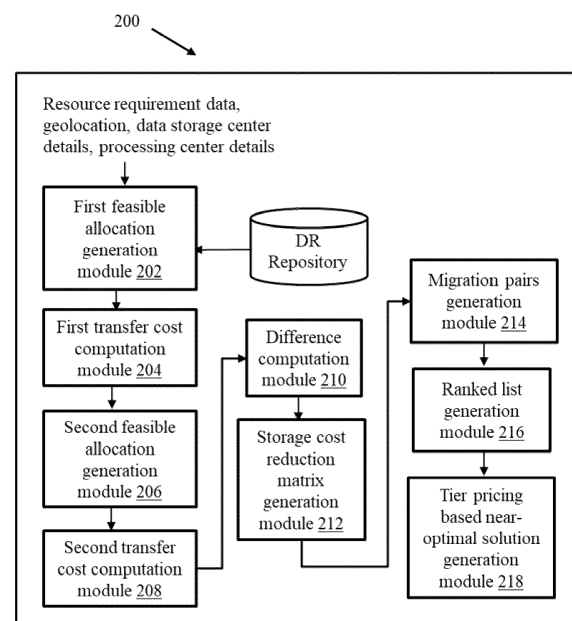 200
Resource requirement data,
geolocation, data storage center
details, processing center details
First feasible
allocation
generation
module 202
DR
Repository
First transfer cost
computation
module 204
Second feasible
allocation
generation
module 206
Second transfer
cost computation
module 208
Difference
computation
module 210
Storage cost
reduction
matrix
generation
module 212
Migration pairs
generation
module 214
Ranked list
generation
module 216
Tier pricing
based near-
optimal solution
generation
module 218